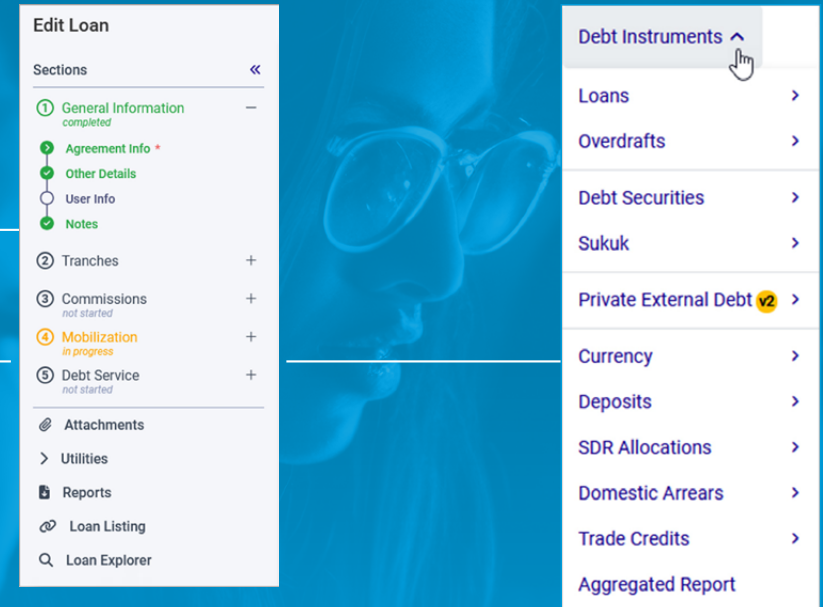 Edit Loan
Sections
1 General Information
completed
Agreement Info *
Other Details
User Info
Notes
2 Tranches
3 Commissions
not started
4 Mobilization
in progress
5 Debt Service
not started
Attachments
Utilities
Reports
Loan Listing
Loan Explorer
Debt Instruments
Loans
Overdrafts
Debt Securities
Sukuk
Private External Debt v2
Currency
Deposits
SDR Allocations
Domestic Arrears
Trade Credits
Aggregated Report